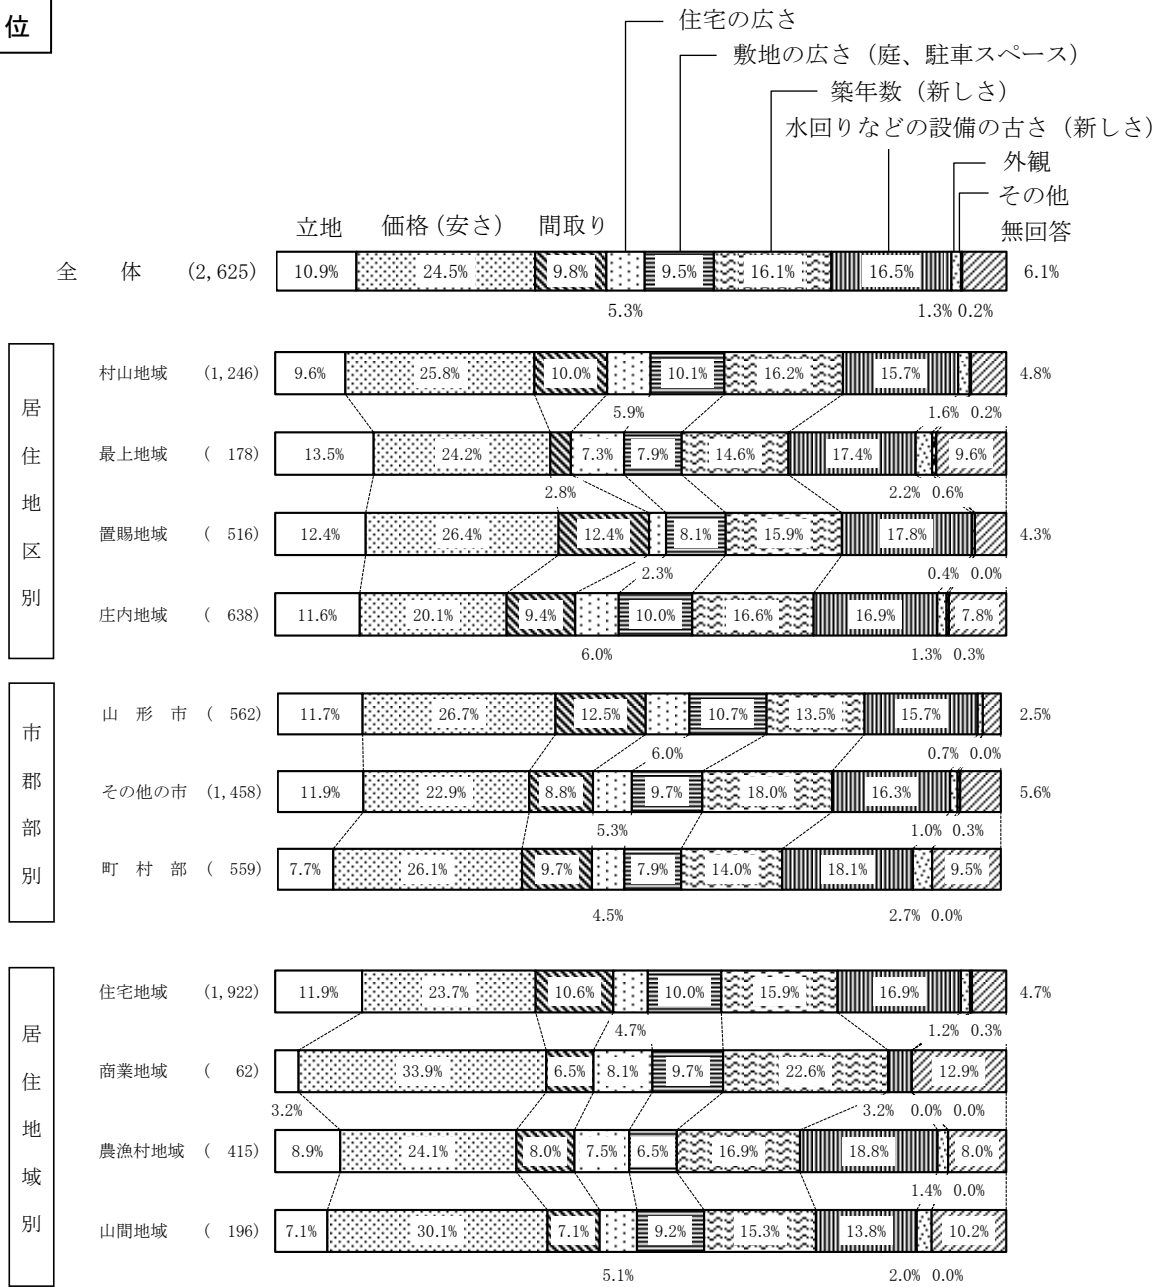 位
住宅の広さ
敷地の広さ（庭、駐車スペース）
築年数（新しさ）
水回りなどの設備の古さ（新しさ）
外観
その他
立地 価格（安さ） 間取り 無回答
全体 (2,625) 10.9% 24.5% 9.8% 9.5% 16.1% 16.5% 6.1%
5.3% 1.3% 0.2%
居住地区別
村山地域 (1,246) 9.6% 25.8% 10.0% 10.1% 16.2% 15.7% 4.8%
5.9% 1.6% 0.2%
最上地域 ( 178) 13.5% 24.2% 7.3% 7.9% 14.6% 17.4% 9.6%
2.8% 2.2% 0.6%
置賜地域 ( 516) 12.4% 26.4% 12.4% 8.1% 15.9% 17.8% 4.3%
2.3% 0.4% 0.0%
庄内地域 ( 638) 11.6% 20.1% 9.4% 10.0% 16.6% 16.9% 7.8%
6.0% 1.3% 0.3%
市郡部別
山形市 ( 562) 11.7% 26.7% 12.5% 10.7% 13.5% 15.7% 2.5%
6.0% 0.7% 0.0%
その他の市 (1,458) 11.9% 22.9% 8.8% 9.7% 18.0% 16.3% 5.6%
5.3% 1.0% 0.3%
町村部 ( 559) 7.7% 26.1% 9.7% 7.9% 14.0% 18.1% 9.5%
4.5% 2.7% 0.0%
居住地域別
住宅地域 (1,922) 11.9% 23.7% 10.6% 10.0% 15.9% 16.9% 4.7%
4.7% 1.2% 0.3%
商業地域 ( 62) 33.9% 6.5% 8.1% 9.7% 22.6% 12.9%
3.2% 3.2% 0.0% 0.0%
農漁村地域 ( 415) 8.9% 24.1% 8.0% 7.5% 6.5% 16.9% 18.8% 8.0%
1.4% 0.0%
山間地域 ( 196) 7.1% 30.1% 7.1% 9.2% 15.3% 13.8% 10.2%
5.1% 2.0% 0.0%